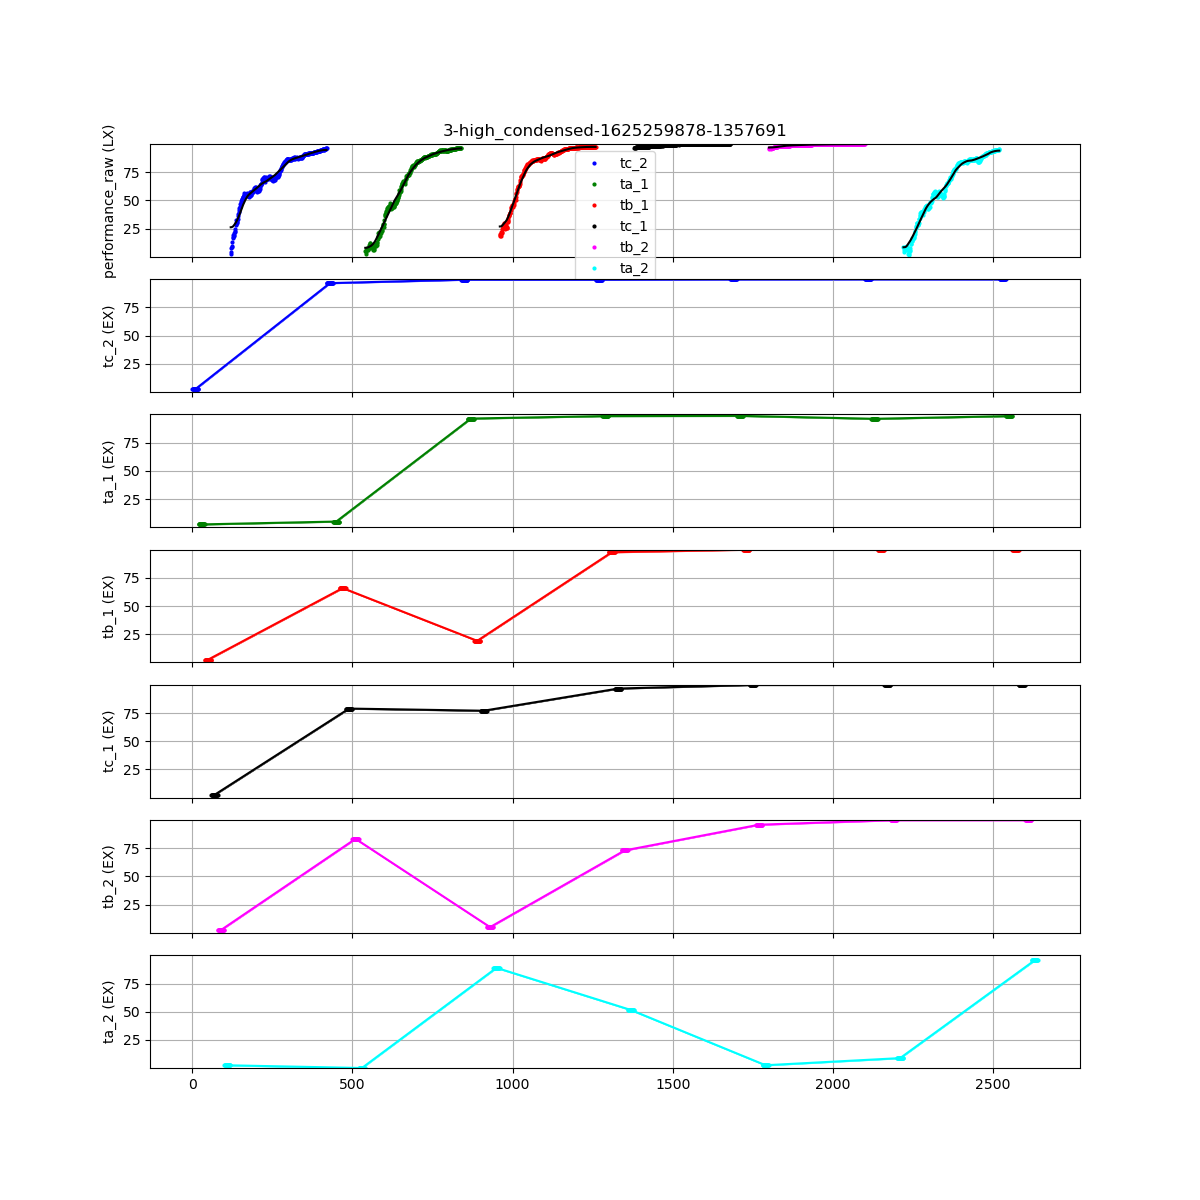 3-high_condensed-1625259878-1357691
performance_raw (LX)
75
50
25
tc_2
ta_1
tb_1
tc_1
tb_2
ta_2
tc_2 (EX)
75
50
25
ta_1 (EX)
75
50
25
tb_1 (EX)
75
50
25
tc_1 (EX)
75
50
25
tb_2 (EX)
75
50
25
ta_2 (EX)
75
50
25
0 500 1000 1500 2000 2500